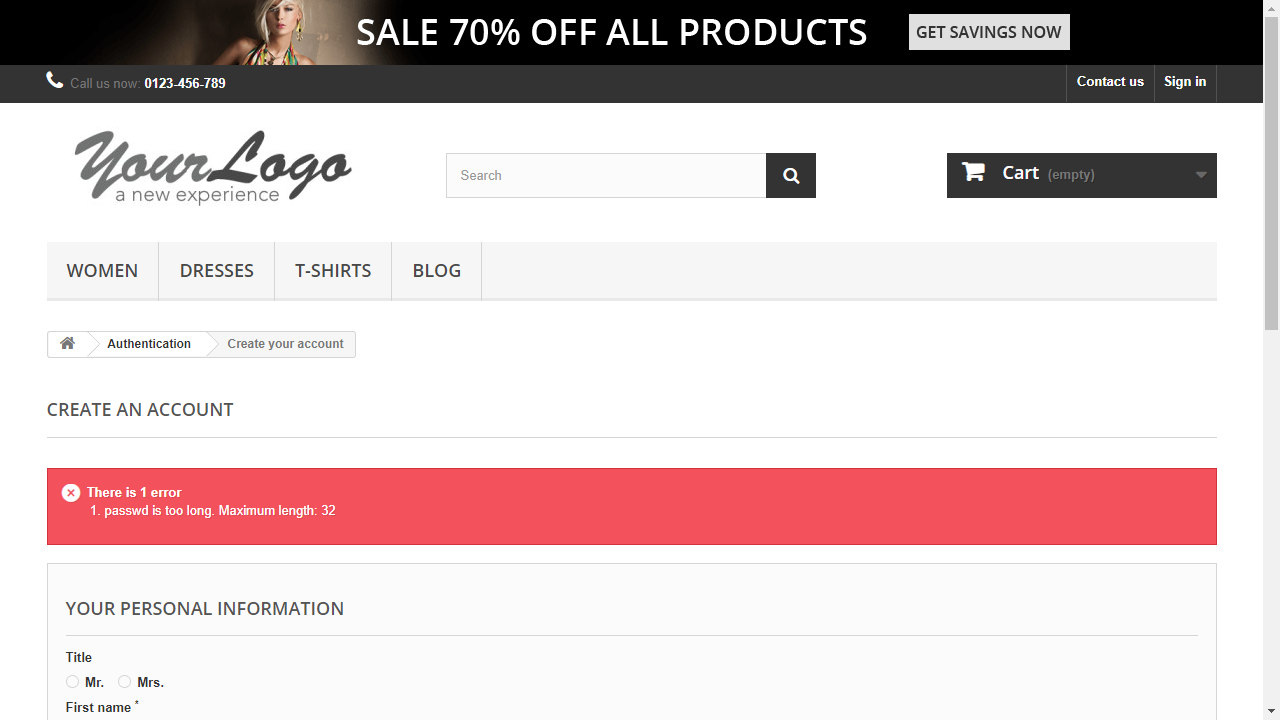 SALE 70% OFF ALL PRODUCTS GET SAVINGS NOW
Call us now: 0123-456-789 Contact us Sign in
YourLogo
a new experience
Search Cart (empty)
WOMEN DRESSES T-SHIRTS BLOG
Authentication Create your account
CREATE AN ACCOUNT
There is 1 error
1. passwd is too long. Maximum length: 32
YOUR PERSONAL INFORMATION
Title
Mr. Mrs.
First name *